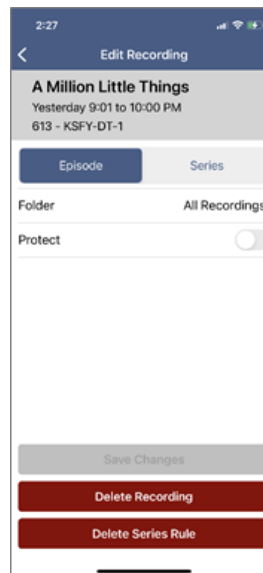 2:27
Edit Recording
A Million Little Things
Yesterday 9:01 to 10:00 PM
613 - KSFY-DT-1
Episode Series
Folder All Recordings
Protect
Save Changes
Delete Recording
Delete Series Rule